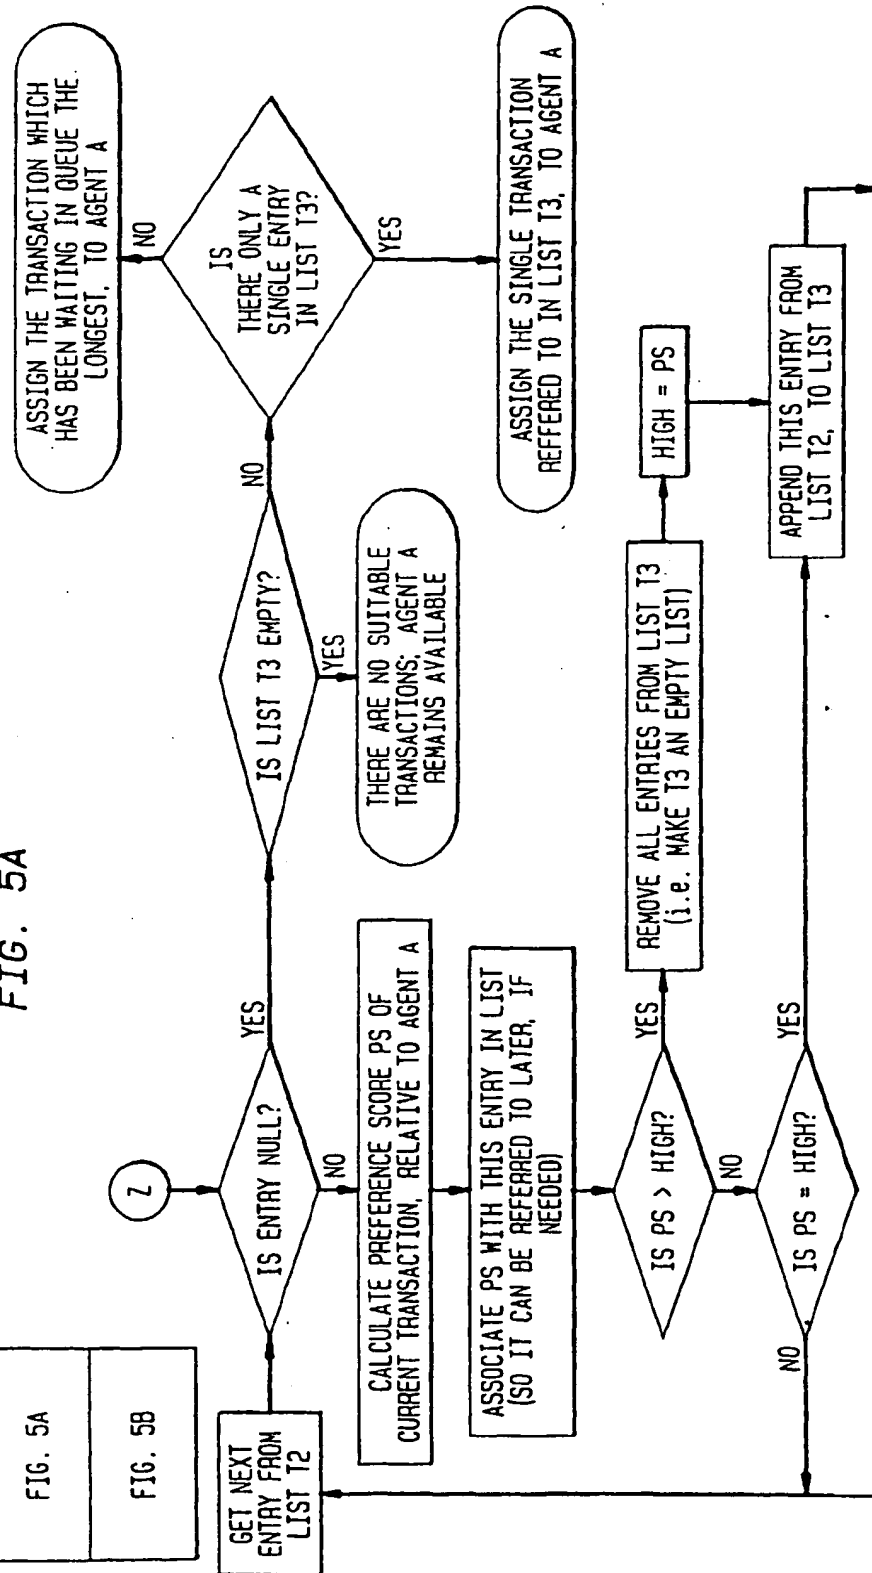 FIG. 5A
FIG. 5A
FIG. 5B
Z
GET NEXT
ENTRY FROM
LIST T2
IS ENTRY NULL?
YES
NO
IS LIST T3 EMPTY?
NO
YES
IS
THERE ONLY A
SINGLE ENTRY
IN LIST T3?
NO
YES
ASSIGN THE TRANSACTION WHICH
HAS BEEN WAITING IN QUEUE THE.
LONGEST, TO AGENT A
THERE ARE NO SUITABLE
TRANSACTIONS; AGENT A
REMAINS AVAILABLE
ASSIGN THE SINGLE TRANSACTION
REFFERED TO IN LIST T3, TO AGENT A
CALCULATE PREFERENCE SCORE PS OF
CURRENT TRANSACTION, RELATIVE TO AGENT A
ASSOCIATE PS WITH THIS ENTRY IN LIST
(SO IT CAN BE REFERRED TO LATER, IF
NEEDED)
IS PS > HIGH?
YES
NO
REMOVE ALL ENTRIES FROM LIST T3
(i.e. MAKE T3 AN EMPTY LIST)
HIGH = PS
IS PS = HIGH?
YES
NO
APPEND THIS ENTRY FROM
LIST T2, TO LIST T3